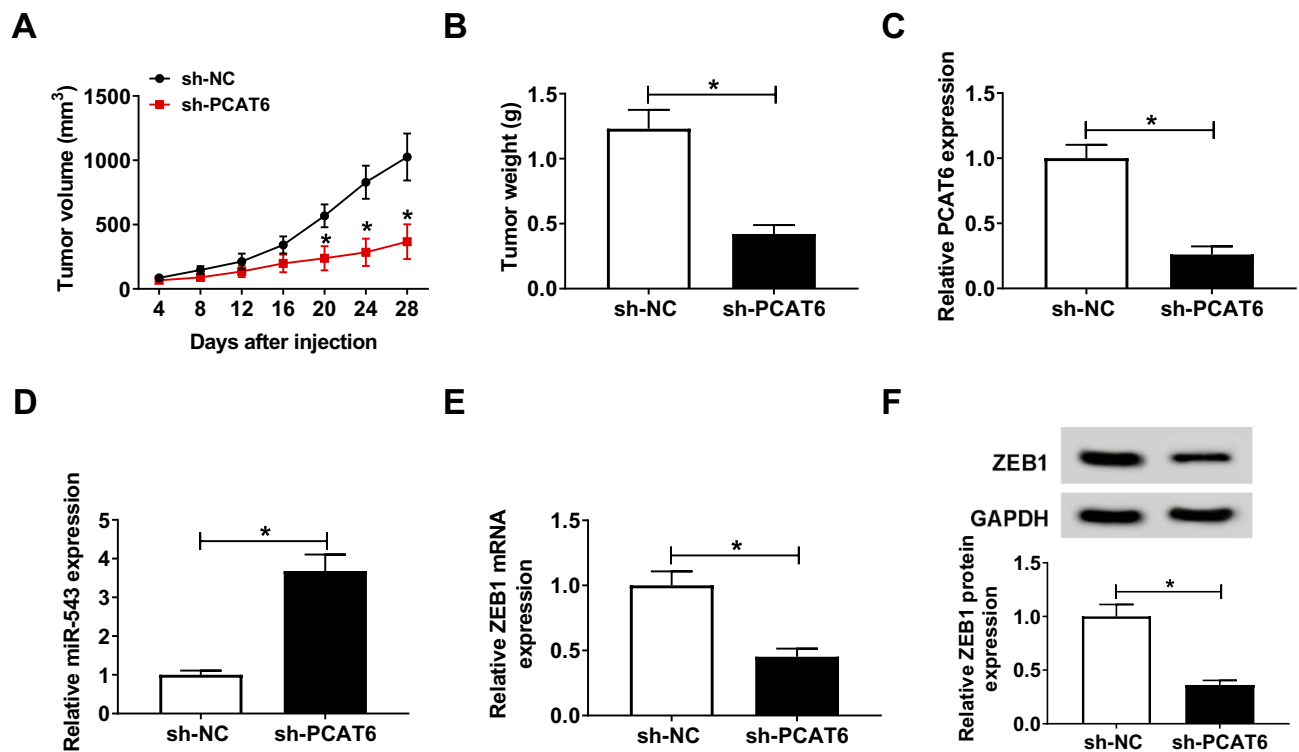 A
sh-NC
sh-PCAT6
Tumor volume (mm³)
1500
1000
500
0
4 8 12 16 20 24 28
* * *
Days after injection
B
Tumor weight (g)
1.5
1.0
0.5
0.0
*
sh-NC sh-PCAT6
C
Relative PCAT6 expression
1.5
1.0
0.5
0.0
*
sh-NC sh-PCAT6
D
Relative miR-543 expression
5
4
3
2
1
0
*
sh-NC sh-PCAT6
E
Relative ZEB1 mRNA
expression
1.5
1.0
0.5
0.0
*
sh-NC sh-PCAT6
F
ZEB1
GAPDH
Relative ZEB1 protein
expression
1.5
1.0
0.5
0.0
*
sh-NC sh-PCAT6